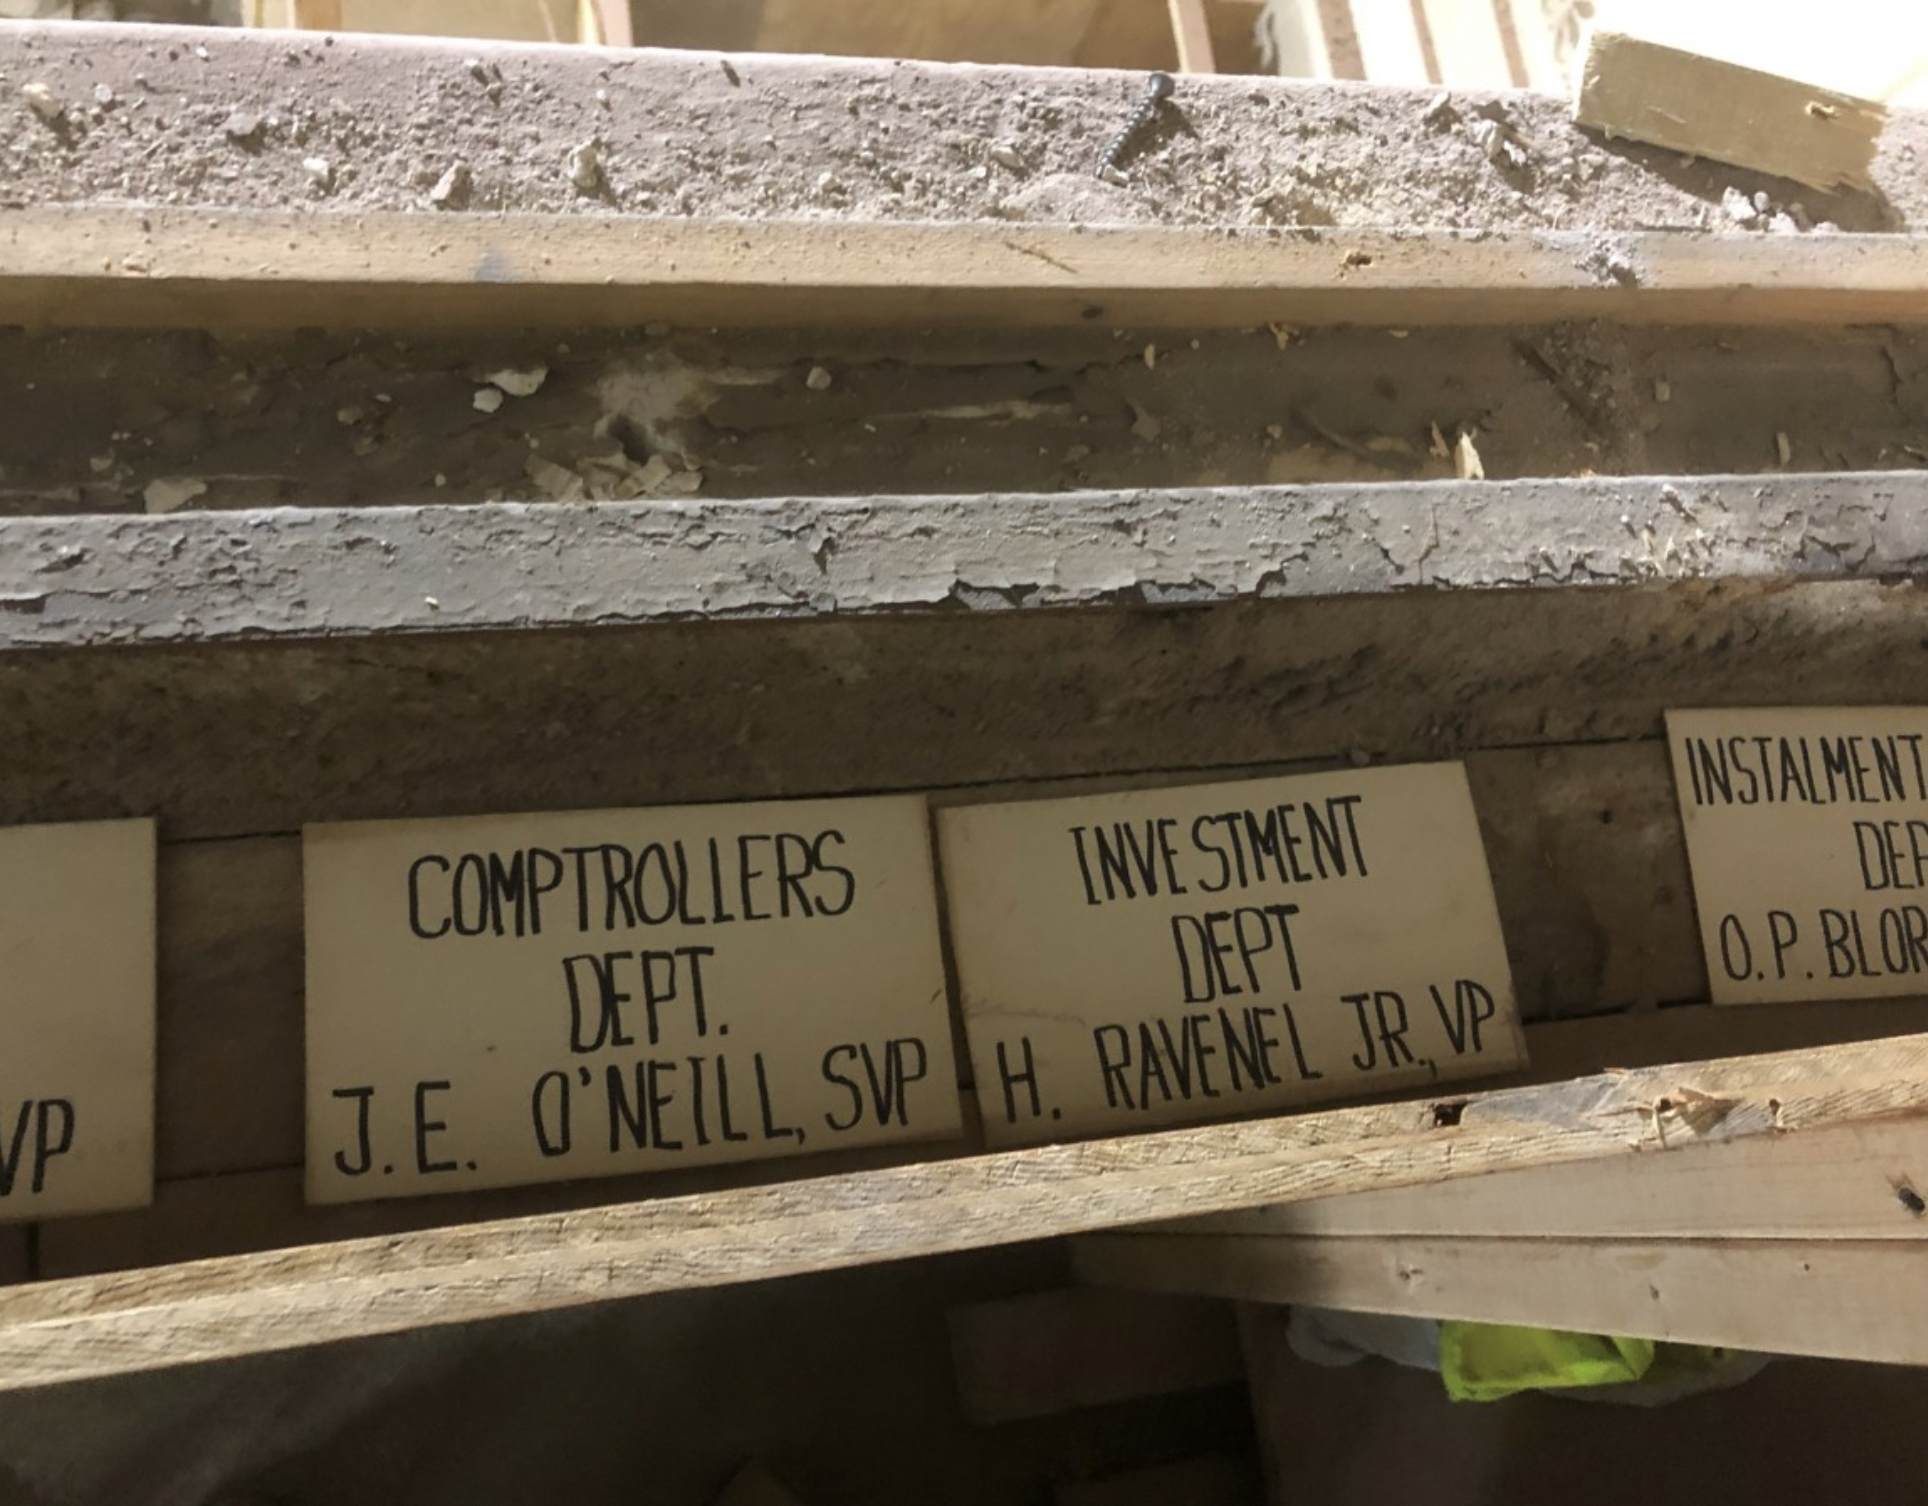 VP
COMPTROLLERS
DEPT.
J.E. O'NEILL, SVP
INVESTMENT
DEPT
H. RAVENEL JR., VP
INSTALMENT